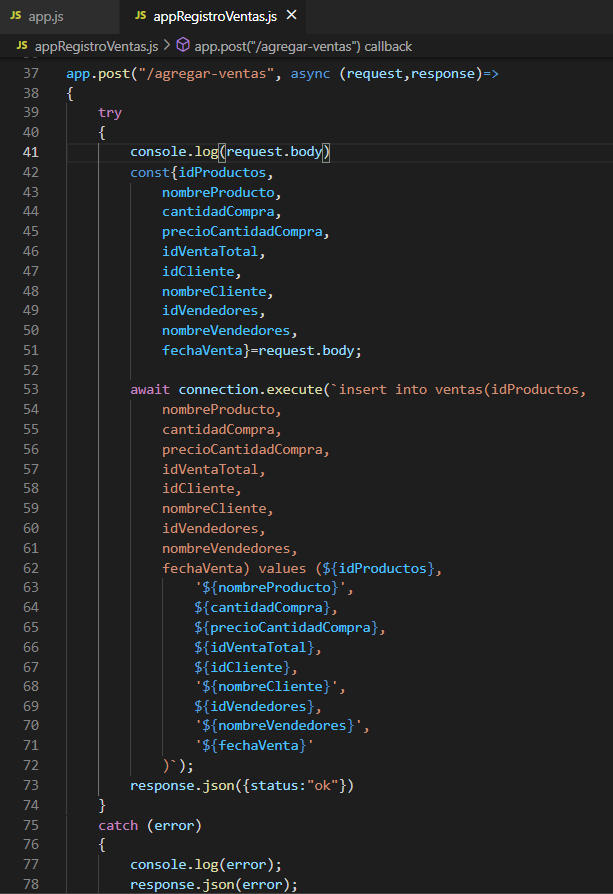 JS app.js JS appRegistroVentas.js ×
JS appRegistroVentas.js > app.post("/agregar-ventas") callback
37 app.post("/agregar-ventas", async (request,response)=>
38 {
39 try
40 {
41 console.log(request.body)
42 const{idProductos,
43 nombreProducto,
44 cantidadCompra,
45 precioCantidadCompra,
46 idVentaTotal,
47 idCliente,
48 nombreCliente,
49 idVendedores,
50 nombreVendedores,
51 fechaVenta}=request.body;
52
53 await connection.execute(`insert into ventas(idProductos,
54 nombreProducto,
55 cantidadCompra,
56 precioCantidadCompra,
57 idVentaTotal,
58 idCliente,
59 nombreCliente,
60 idVendedores,
61 nombreVendedores,
62 fechaVenta) values (${idProductos},
63 '${nombreProducto}',
64 ${cantidadCompra},
65 ${precioCantidadCompra},
66 ${idVentaTotal},
67 ${idCliente},
68 '${nombreCliente}',
69 ${idVendedores},
70 '${nombreVendedores}',
71 '${fechaVenta}'
72 )`);
73 response.json({status:"ok"})
74 }
75 catch (error)
76 {
77 console.log(error);
78 response.json(error);